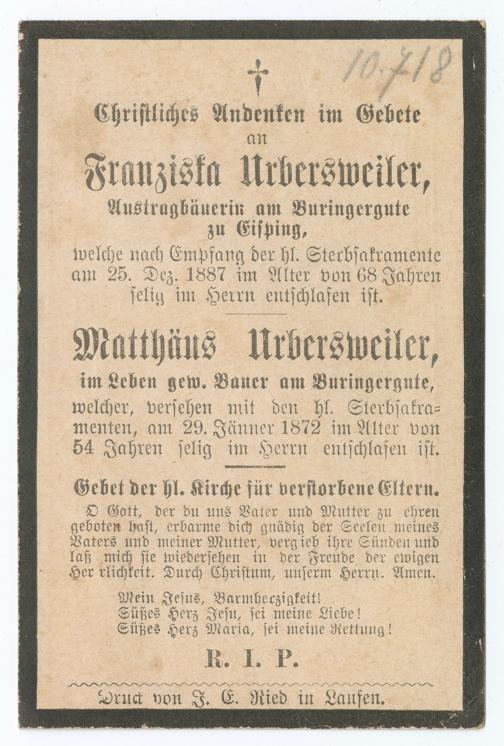 10.718
Christliches Andenken im Gebete
an
Franziska Urbersweiler,
Austragbäuerin am Buringergute
zu Eisping,
welche nach Empfang der hl. Sterbsakramente
am 25. Dez. 1887 im Alter von 68 Jahren
selig im Herrn entschlafen ist.
Matthäus Urbersweiler,
im Leben gew. Bauer am Buringergute,
welcher, versehen mit den hl. Sterbsakra-
menten, am 29. Jänner 1872 im Alter von
54 Jahren selig im Herrn entschlafen ist.
Gebet der hl. Kirche für verstorbene Eltern.
O Gott, der du uns Vater und Mutter zu ehren
geboten hast, erbarme dich gnädig der Seelen meines
Vaters und meiner Mutter, vergieb ihre Sünden und
laß mich sie wiedersehen in der Freude der ewigen
Herrlichkeit. Durch Christum, unserm Herrn. Amen.
Mein Jesus, Barmherzigkeit!
Süßes Herz Jesu, sei meine Liebe!
Süßes Herz Maria, sei meine Rettung!
R. I. P.
Druck von J. E. Ried in Laufen.